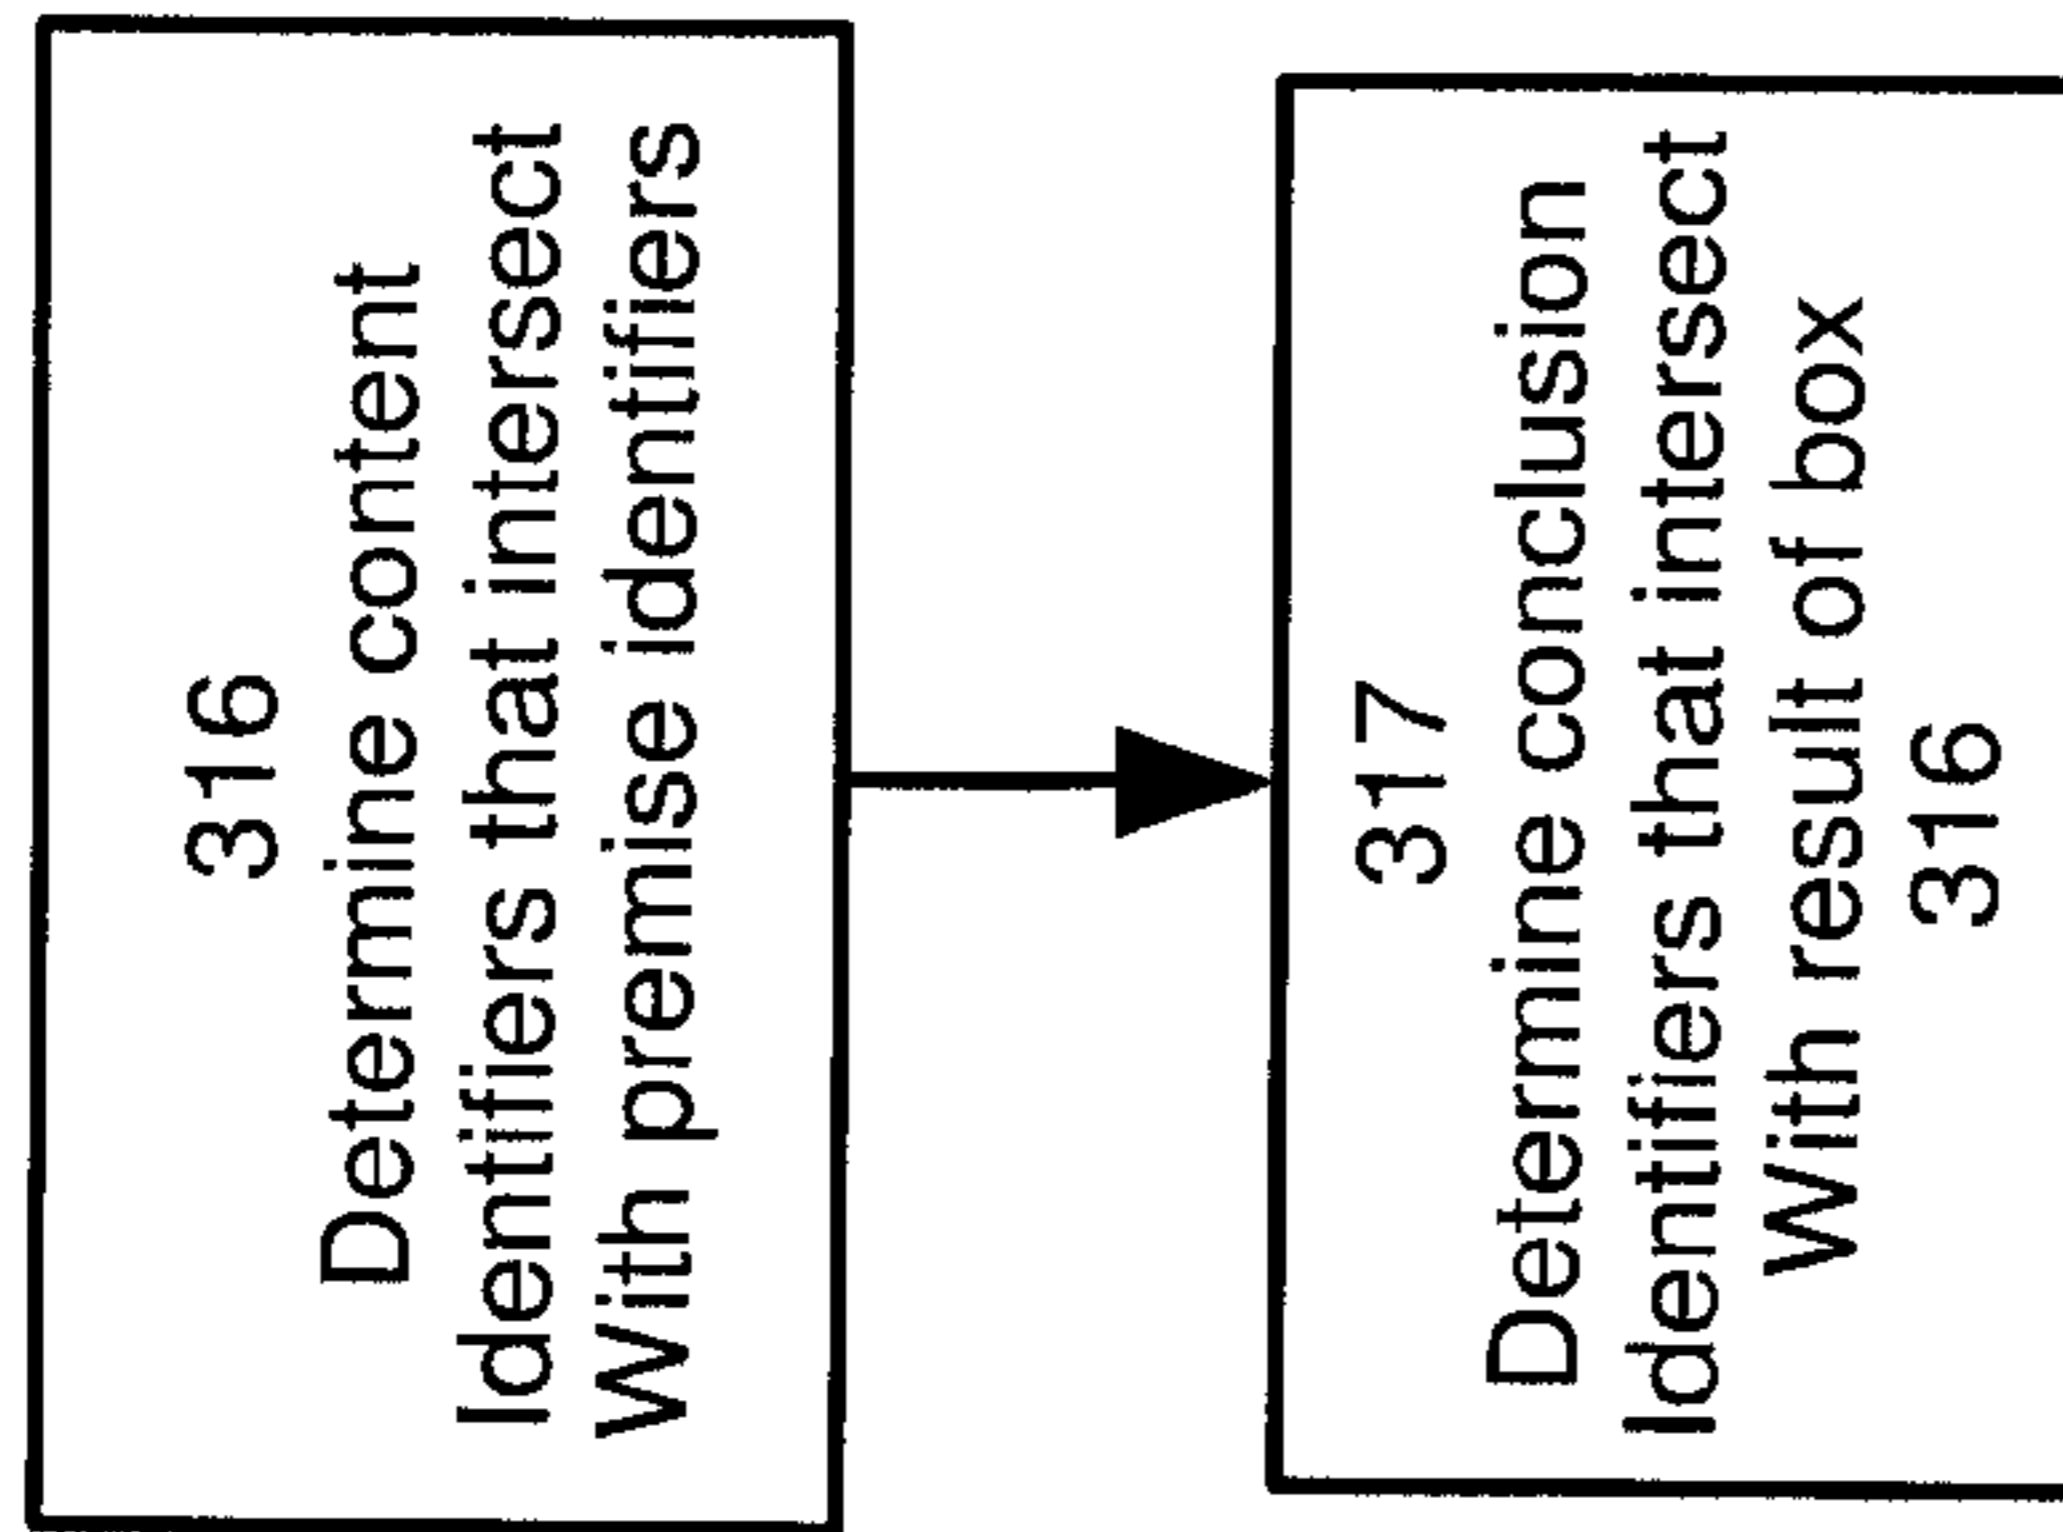 316
Determine content
Identifiers that intersect
With premise identifiers
317
Determine conclusion
Identifiers that intersect
With result of box
316